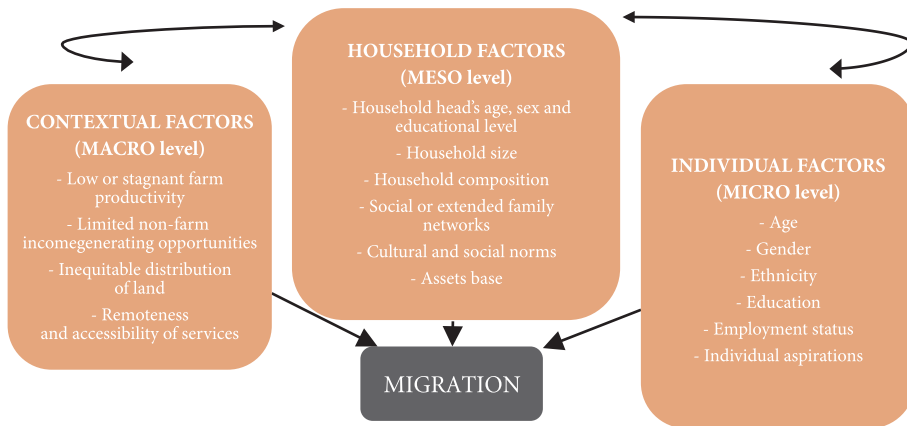 HOUSEHOLD FACTORS
(MESO level)
- Household head's age, sex and
educational level
- Household size
- Household composition
- Social or extended family
networks
- Cultural and social norms
- Assets base
CONTEXTUAL FACTORS
(MACRO level)
- Low or stagnant farm
productivity
- Limited non-farm
incomegenerating opportunities
- Inequitable distribution
of land
- Remoteness
and accessibility of services
INDIVIDUAL FACTORS
(MICRO level)
- Age
- Gender
- Ethnicity
- Education
- Employment status
- Individual aspirations
MIGRATION